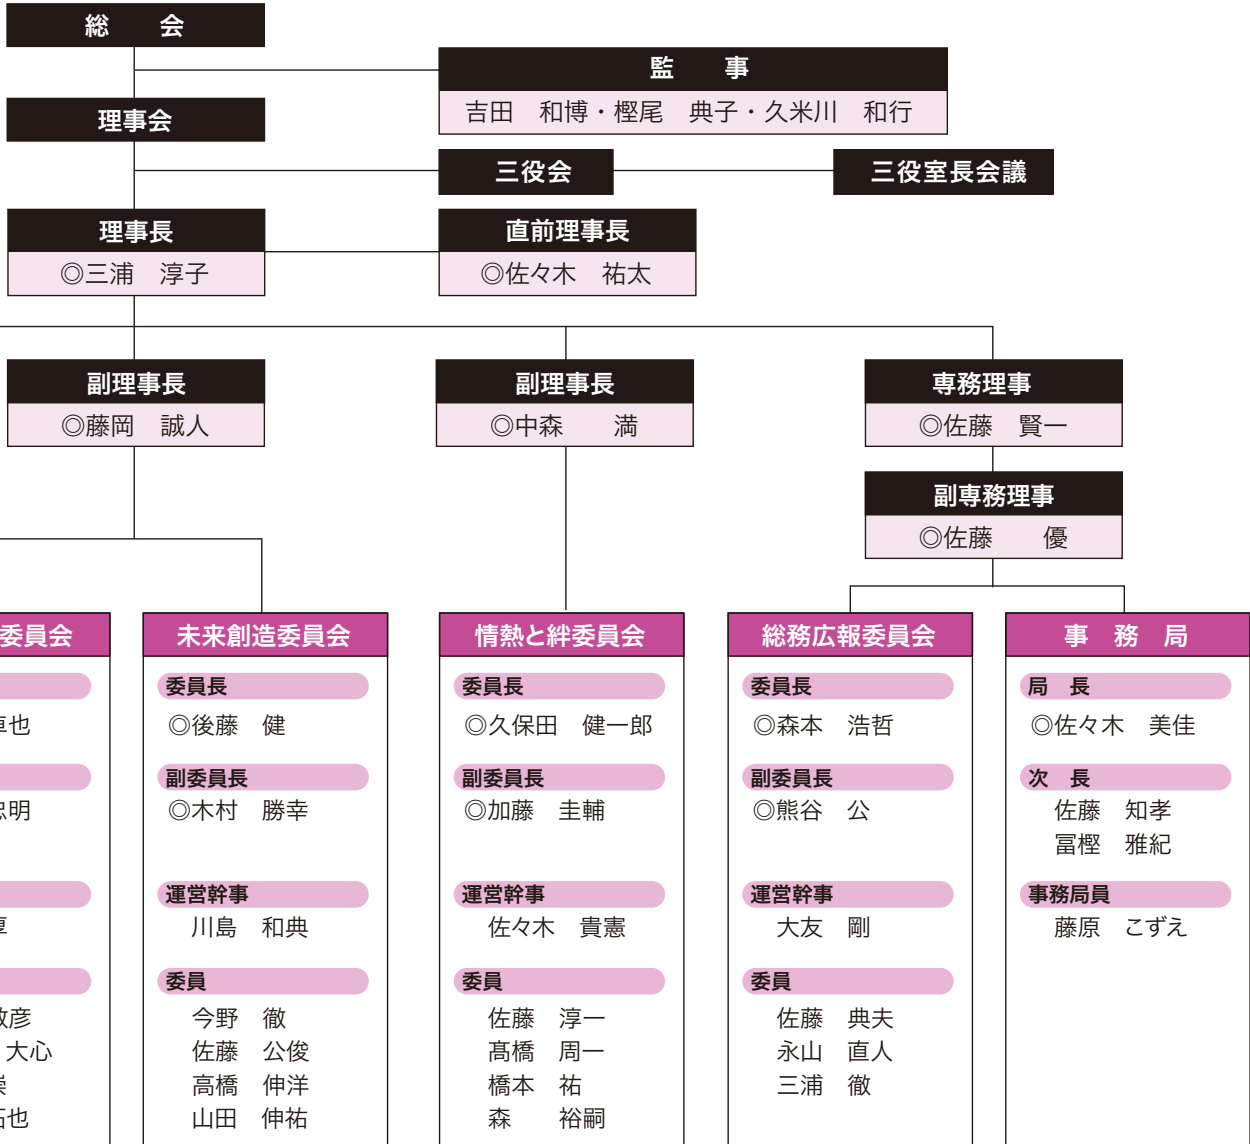 総　会
監　事
吉田　和博・樫尾　典子・久米川　和行
理事会
三役会
三役室長会議
理事長
◎三浦　淳子
直前理事長
◎佐々木　祐太
副理事長
◎藤岡　誠人
副理事長
◎中森　　満
専務理事
◎佐藤　賢一
副専務理事
◎佐藤　　優
委員会
也
明
彦
大心
也
未来創造委員会
委員長
◎後藤　健
副委員長
◎木村　勝幸
運営幹事
川島　和典
委員
今野　徹
佐藤　公俊
高橋　伸洋
山田　伸祐
情熱と絆委員会
委員長
◎久保田　健一郎
副委員長
◎加藤　圭輔
運営幹事
佐々木　貴憲
委員
佐藤　淳一
髙橋　周一
橋本　祐
森　　裕嗣
総務広報委員会
委員長
◎森本　浩哲
副委員長
◎熊谷　公
運営幹事
大友　剛
委員
佐藤　典夫
永山　直人
三浦　徹
事　務　局
局　長
◎佐々木　美佳
次　長
佐藤　知孝
冨樫　雅紀
事務局員
藤原　こずえ